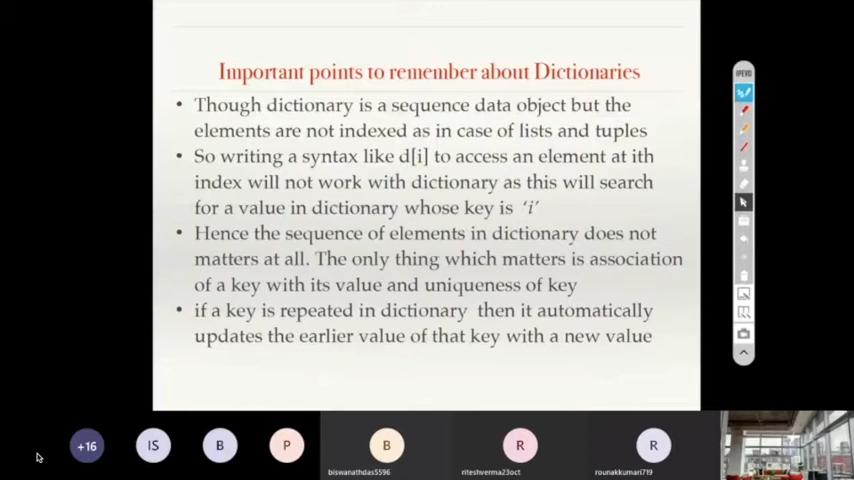 Important points to remember about Dictionaries
• Though dictionary is a sequence data object but the
elements are not indexed as in case of lists and tuples
• So writing a syntax like d[i] to access an element at ith
index will not work with dictionary as this will search
for a value in dictionary whose key is 'i'
• Hence the sequence of elements in dictionary does not
matters at all. The only thing which matters is association
of a key with its value and uniqueness of key
• if a key is repeated in dictionary then it automatically
updates the earlier value of that key with a new value
IPEVO
+16
IS
B
P
B
R
R
biswanathdas5596
riteshverma23oct
rounakkumari719